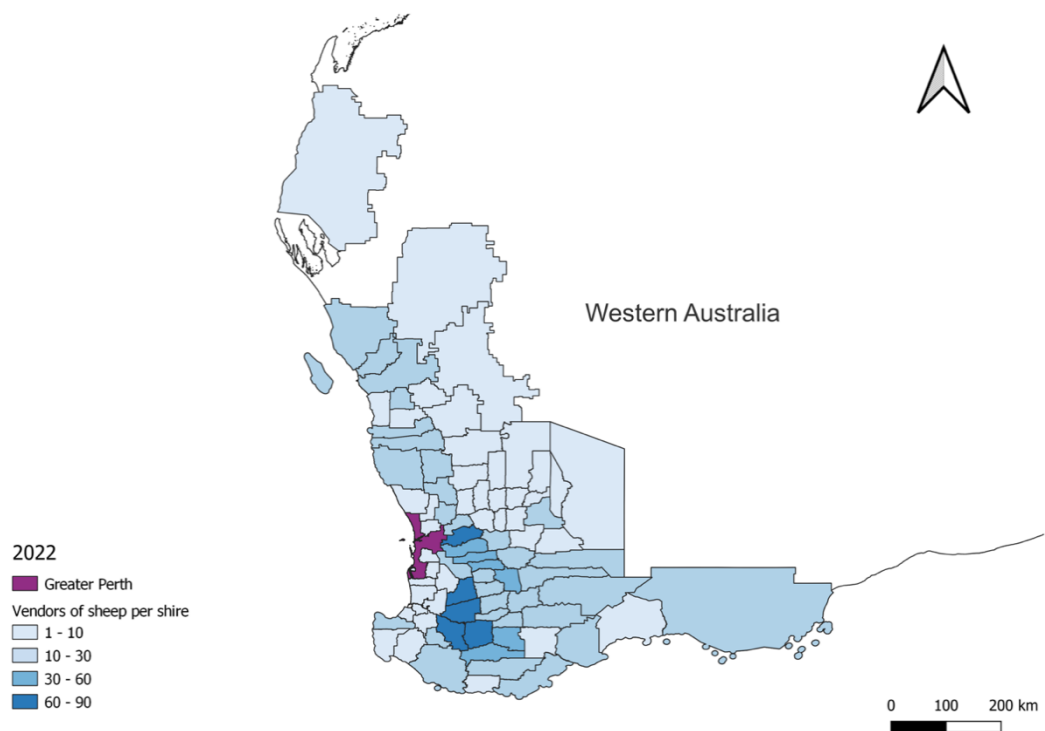 Western Australia
2022
Greater Perth
Vendors of sheep per shire
1 - 10
10 - 30
30 - 60
60 - 90
0 100 200 km